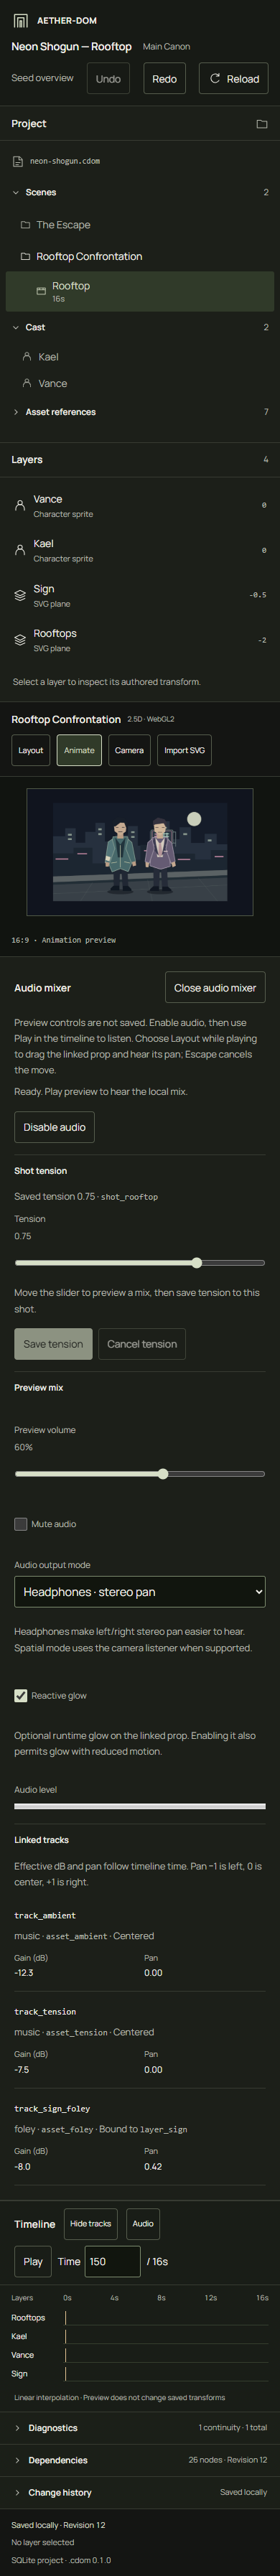 AETHER-DOM
Neon Shogun — Rooftop Main Canon
Seed overview Undo Redo Reload
Project
neon-shogun.cdom
Scenes 2
The Escape
Rooftop Confrontation
Rooftop
16s
Cast 2
Kael
Vance
Asset references 7
Layers 4
Vance 0
Character sprite
Kael 0
Character sprite
Sign -0.5
SVG plane
Rooftops -2
SVG plane
Select a layer to inspect its authored transform.
Rooftop Confrontation 2.5D · WebGL2
Layout Animate Camera Import SVG
16:9 · Animation preview
Audio mixer Close audio mixer
Preview controls are not saved. Enable audio, then use
Play in the timeline to listen. Choose Layout while playing
to drag the linked prop and hear its pan; Escape cancels
the move.
Ready. Play preview to hear the local mix.
Disable audio
Shot tension
Saved tension 0.75 · shot_rooftop
Tension
0.75
Move the slider to preview a mix, then save tension to this
shot.
Save tension Cancel tension
Preview mix
Preview volume
60%
Mute audio
Audio output mode
Headphones · stereo pan
Headphones make left/right stereo pan easier to hear.
Spatial mode uses the camera listener when supported.
Reactive glow
Optional runtime glow on the linked prop. Enabling it also
permits glow with reduced motion.
Audio level
Linked tracks
Effective dB and pan follow timeline time. Pan −1 is left, 0 is
center, +1 is right.
track_ambient
music · asset_ambient · Centered
Gain (dB) Pan
-12.3 0.00
track_tension
music · asset_tension · Centered
Gain (dB) Pan
-7.5 0.00
track_sign_foley
foley · asset_foley · Bound to layer_sign
Gain (dB) Pan
-8.0 0.42
Timeline Hide tracks Audio
Play Time 150 / 16s
Layers 0s 4s 8s 12s 16s
Rooftops
Kael
Vance
Sign
Linear interpolation · Preview does not change saved transforms
Diagnostics 1 continuity · 1 total
Dependencies 26 nodes · Revision 12
Change history Saved locally
Saved locally · Revision 12
No layer selected
SQLite project · .cdom 0.1.0